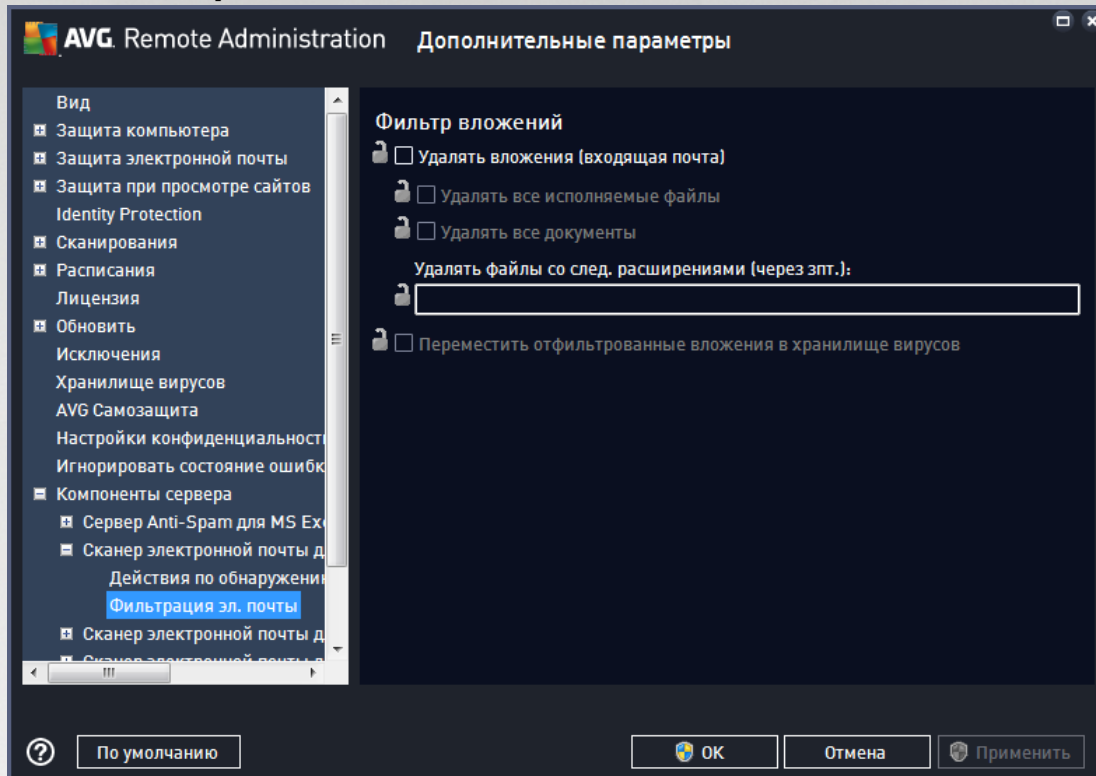 AVG. Remote Administration
Дополнительные параметры
Вид
Защита компьютера
Защита электронной почты
Защита при просмотре сайтов
Identity Protection
Сканирования
Расписания
Лицензия
Обновить
Исключения
Хранилище вирусов
AVG Самозащита
Настройки конфиденциальност
Игнорировать состояние ошибк
Компоненты сервера
Сервер Anti-Spam для MS Ex
Сканер электронной почты д
Действия по обнаружени
Фильтрация эл. почты
Сканер электронной почты д
Сканер электронной почты д
Фильтр вложений
Удалять вложения (входящая почта)
Удалять все исполняемые файлы
Удалять все документы
Удалять файлы со след. расширениями (через зпт.):
Переместить отфильтрованные вложения в хранилище вирусов
По умолчанию
OK
Отмена
Применить